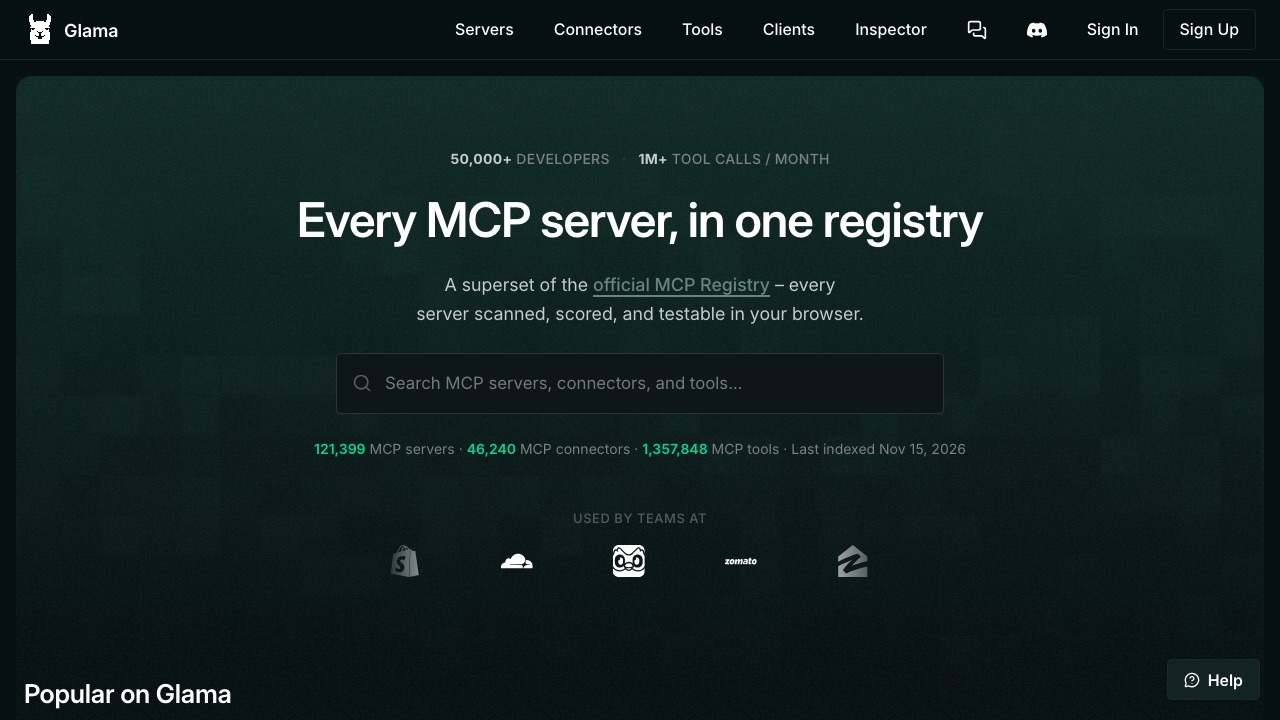 Glama
Servers
Connectors
Tools
Clients
Inspector
Sign In
Sign Up
50,000+ DEVELOPERS · 1M+ TOOL CALLS / MONTH
Every MCP server, in one registry
A superset of the official MCP Registry – every
server scanned, scored, and testable in your browser.
Search MCP servers, connectors, and tools...
121,399 MCP servers · 46,240 MCP connectors · 1,357,848 MCP tools · Last indexed Nov 15, 2026
USED BY TEAMS AT
zomato
Popular on Glama
Help